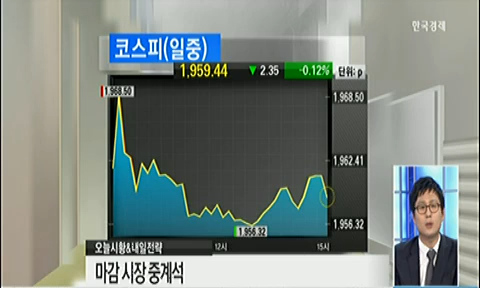 한국경제
코스피(일중)
1,959.44 ▼ 2.35 -0.12% 단위: p
1,968.50
1,968.50
1,962.41
1,956.32
1,956.32
12시 15시
오늘시황&내일전략
마감 시장 중계석